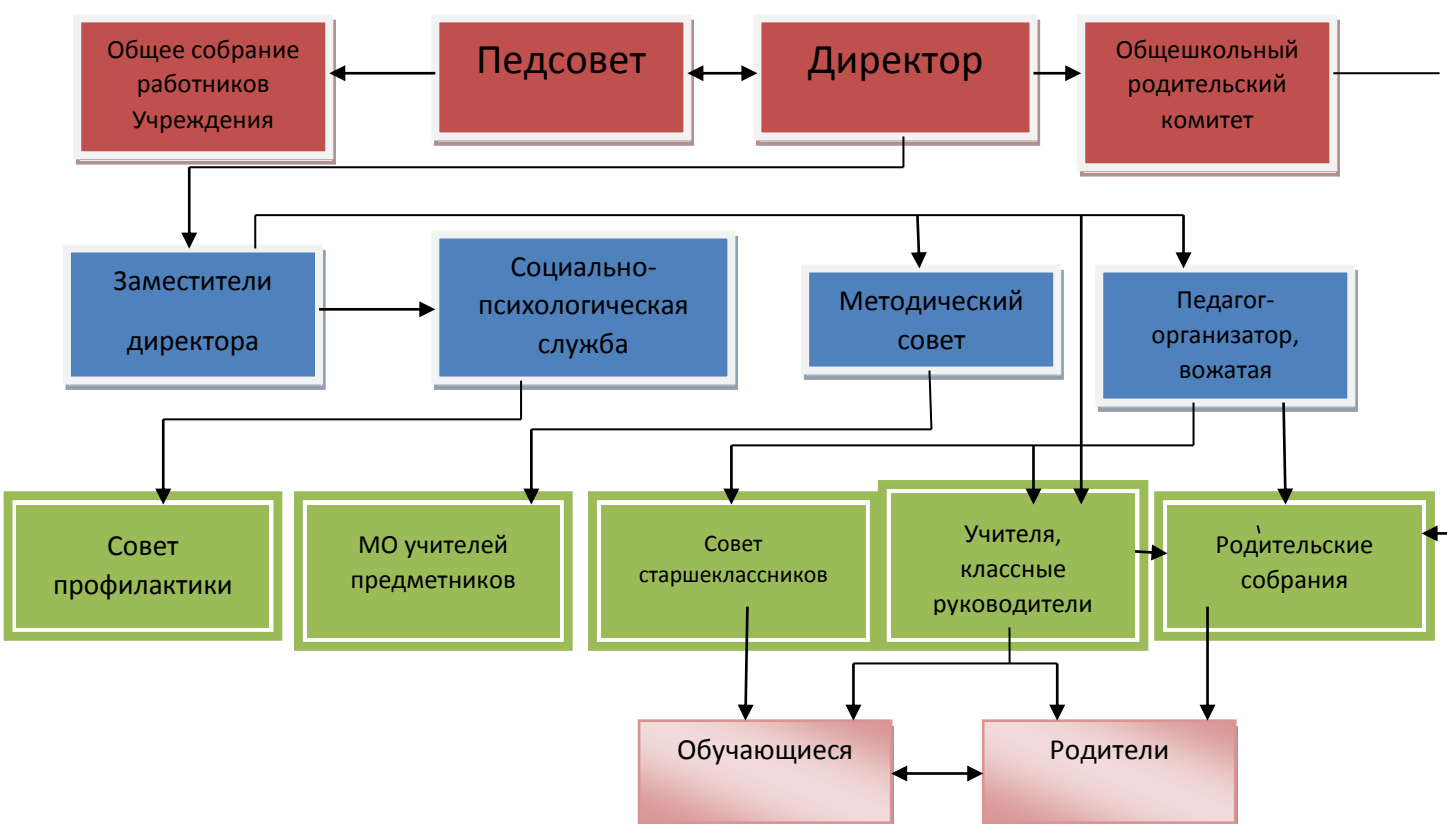 Общее собрание
работников
Учреждения
Педсовет
Директор
Общешкольный
родительский
комитет
Заместители
директора
Социально-
психологическая
служба
Методический
совет
Педагог-
организатор,
вожатая
Совет
профилактики
МО учителей
предметников
Совет
старшеклассников
Учителя,
классные
руководители
Родительские
собрания
Обучающиеся
Родители